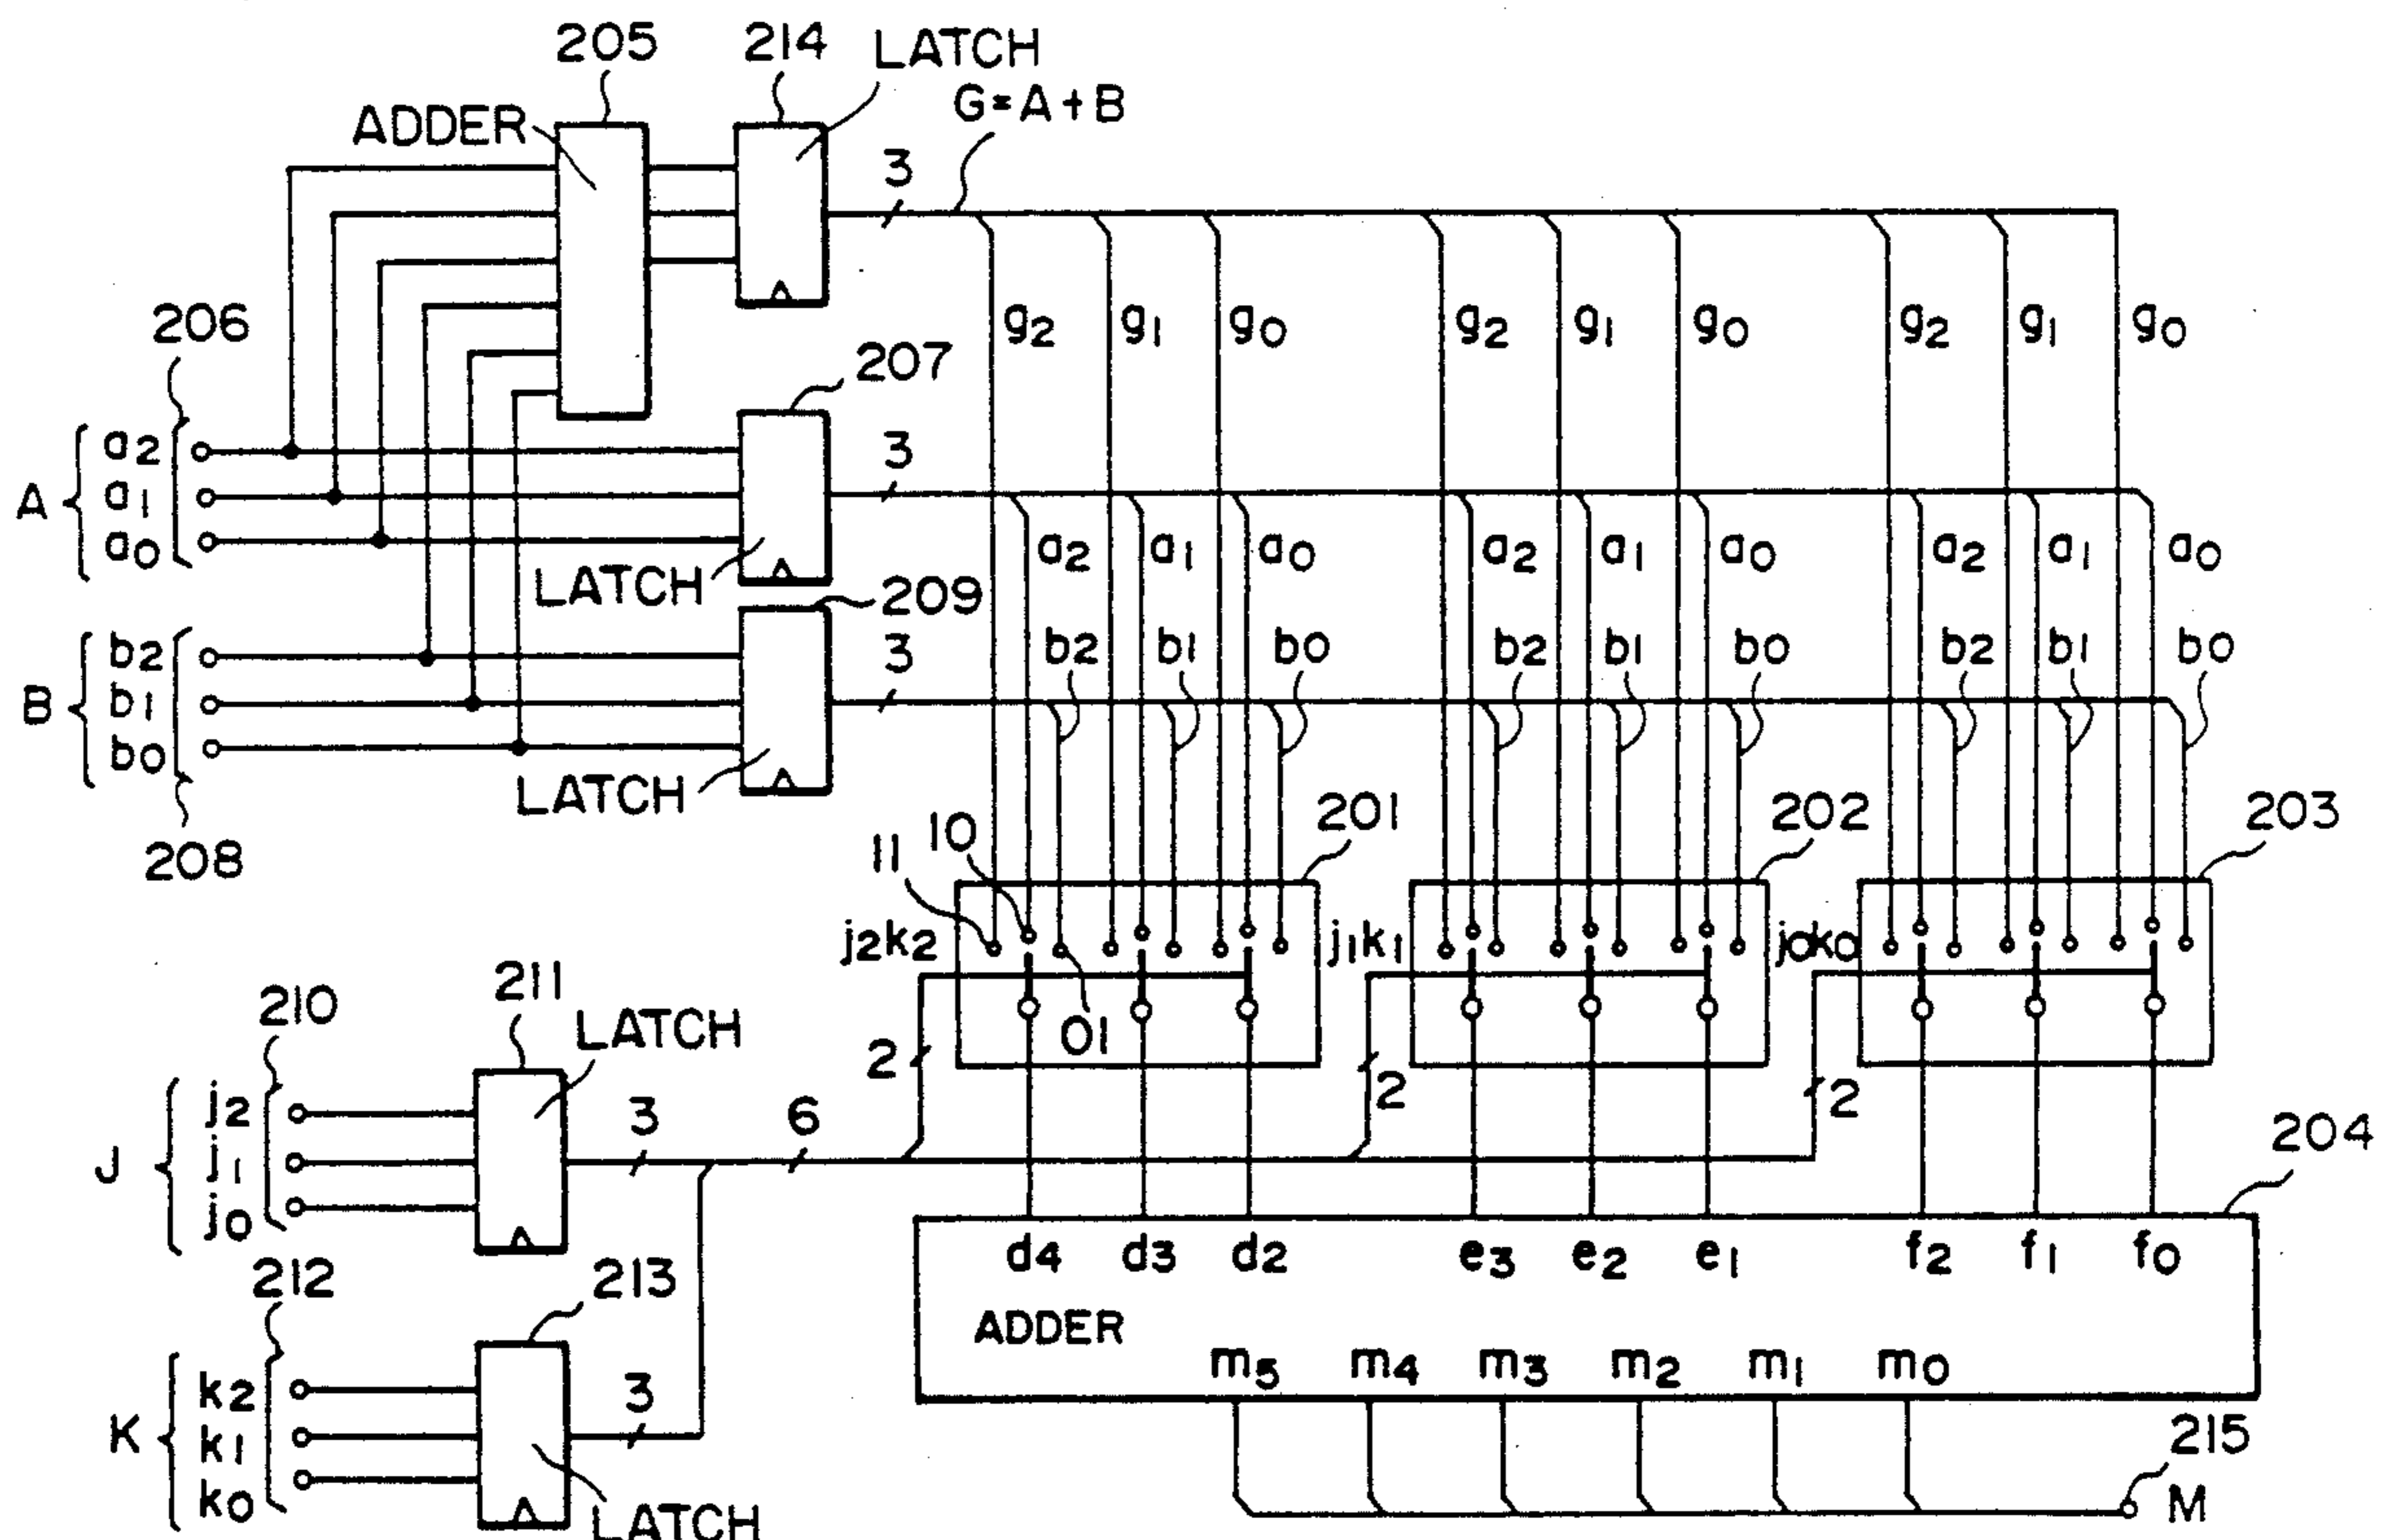 205 214 LATCH
G=A+B
ADDER
3
206
g2 g1 g0 g2 g1 g0 g2 g1 g0
207
A a2 a1 a0
3
LATCH
a2 a1 a0 a2 a1 a0 a2 a1 a0
209
B b2 b1 b0
3
b2 b1 b0 b2 b1 b0 b2 b1 b0
LATCH
208
201 202 203
11 10
j2k2 j1k1 j0k0
01
211 LATCH
210
2 2 2
J j2 j1 j0
3 6
204
d4 d3 d2 e3 e2 e1 f2 f1 f0
212 213
ADDER
m5 m4 m3 m2 m1 m0
K k2 k1 k0
3
215
LATCH
M